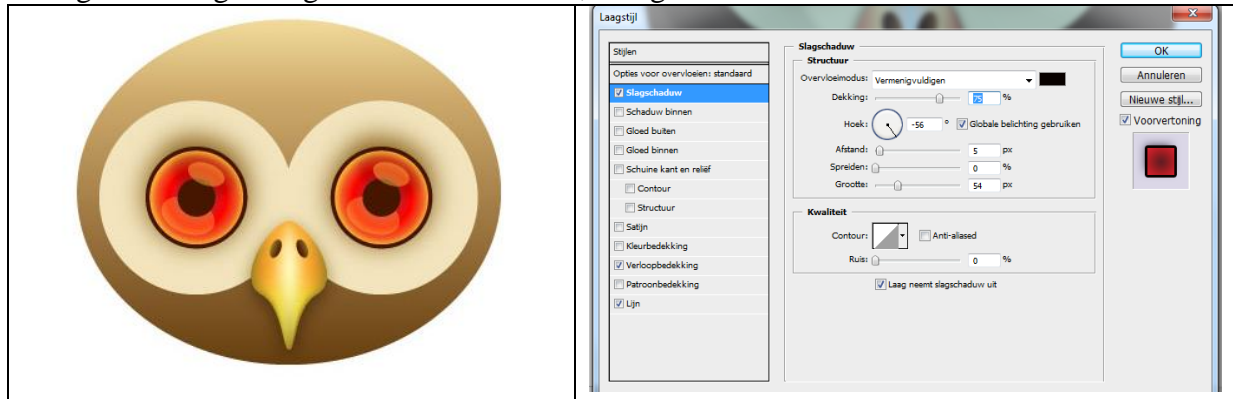 Laagstijl
Stijlen
Opties voor overvloeien: standaard
Slagschaduw
Schaduw binnen
Gloed buiten
Gloed binnen
Schuine kant en reliëf
Contour
Structuur
Satijn
Kleurbedekking
Verloopbedekking
Patroonbedekking
Lijn
Slagschaduw
Structuur
Overvloeimodus: Vermenigvuldigen
Dekking: 75 %
Hoek: -56 ° Globale belichting gebruiken
Afstand: 5 px
Spreiden: 0 %
Grootte: 54 px
Kwaliteit
Contour: Anti-aliased
Ruis: 0 %
Laag neemt slagschaduw uit
OK
Annuleren
Nieuwe stijl...
Voorvertoning